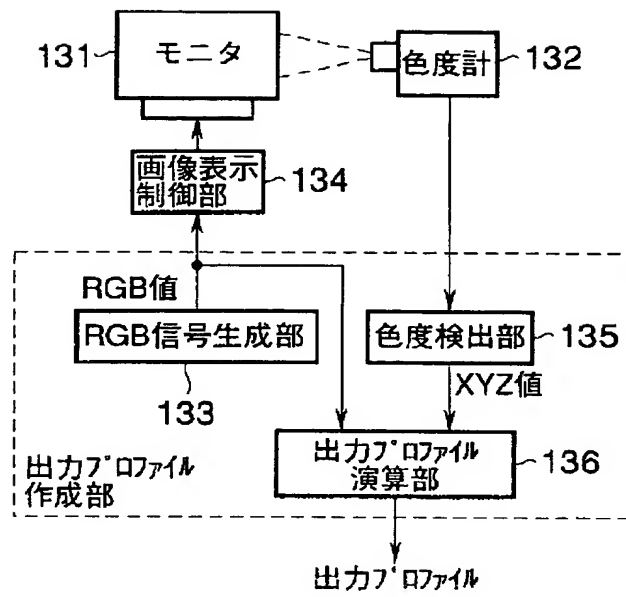 131
モニタ
色度計
132
画像表示
制御部
134
RGB値
RGB信号生成部
133
色度検出部
135
XYZ値
出力ﾌﾟﾛﾌｧｲﾙ
作成部
出力ﾌﾟﾛﾌｧｲﾙ
演算部
136
出力ﾌﾟﾛﾌｧｲﾙ